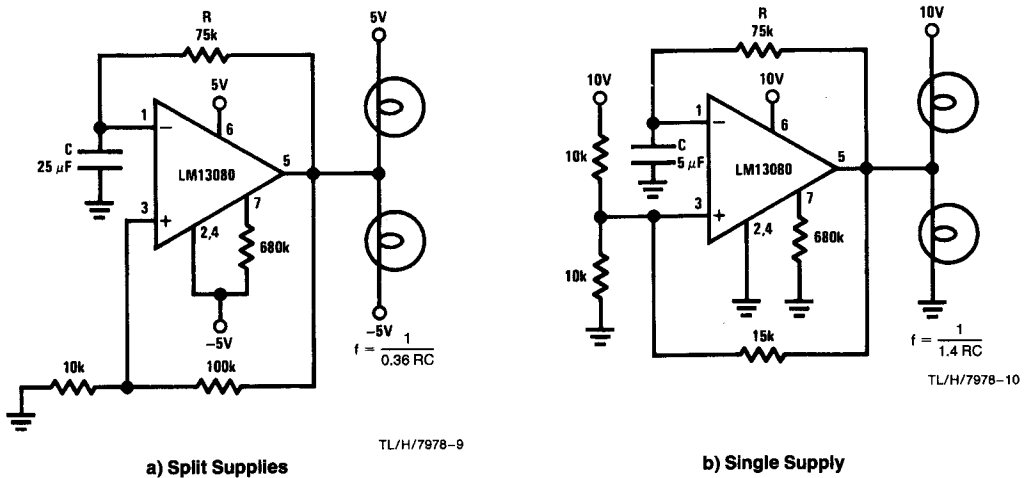 R
75k
5V
5V
1
−
6
C
25 μF
LM13080
5
3
+
7
2,4
680k
−5V
−5V
f = 1
0.36 RC
10k
100k
TL/H/7978–9
a) Split Supplies
R
75k
10V
10V
10V
1
−
6
10k
C
5 μF
LM13080
5
3
+
7
2,4
680k
10k
15k
f = 1
1.4 RC
TL/H/7978–10
b) Single Supply